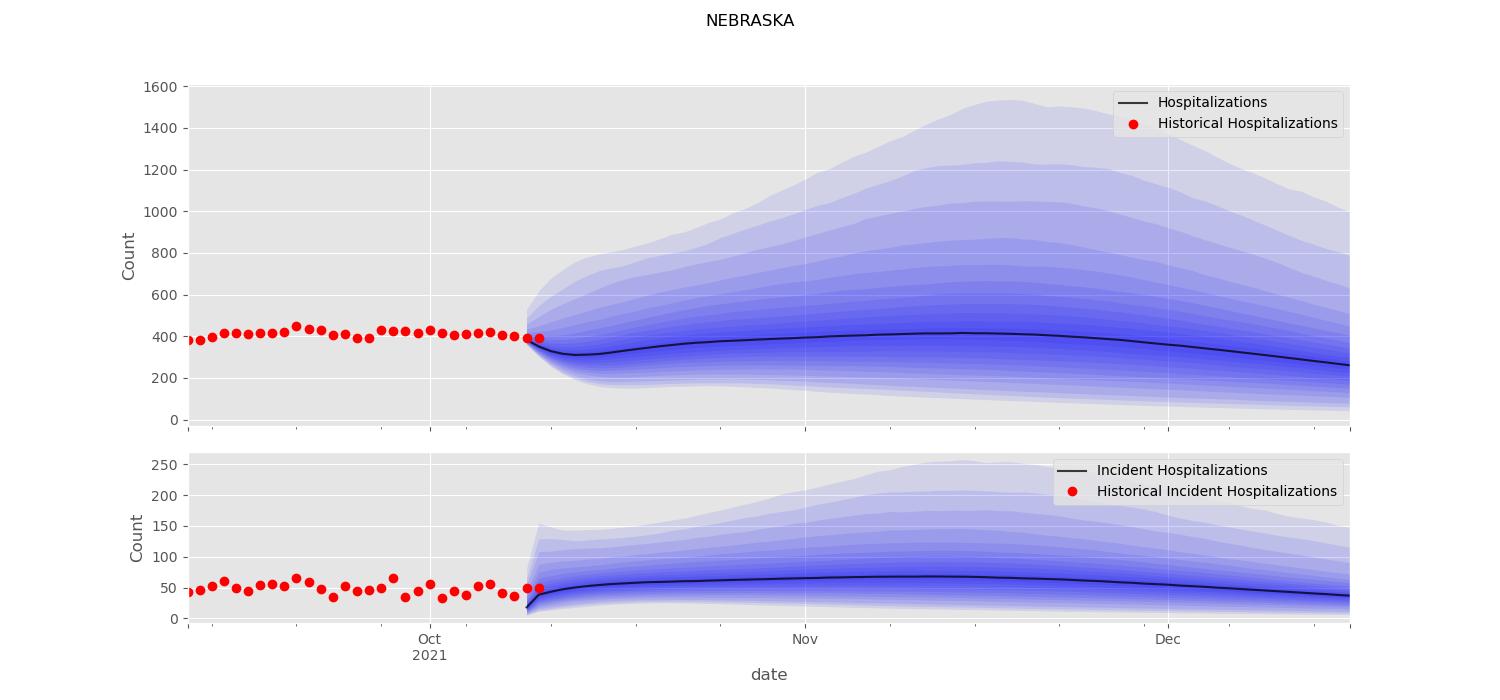 NEBRASKA
1600
1400
1200
1000
800
600
400
200
0
Count
Hospitalizations
Historical Hospitalizations
250
200
150
100
50
0
Count
Incident Hospitalizations
Historical Incident Hospitalizations
Oct
2021
Nov
Dec
date